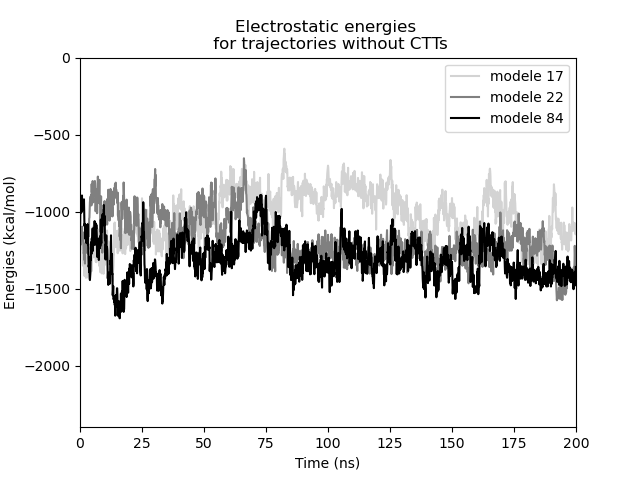 Electrostatic energies
for trajectories without CTTs
modele 17
modele 22
modele 84
Energies (kcal/mol)
0
−500
−1000
−1500
−2000
0 25 50 75 100 125 150 175 200
Time (ns)